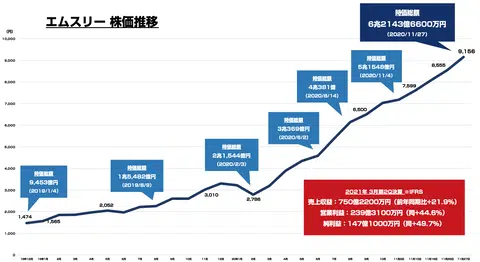 エムスリー 株価推移
(円)
10,000
9,000
8,000
7,000
6,000
5,000
4,000
3,000
2,000
1,000
0
時価総額
9,453億円
(2019/1/4)
時価総額
1兆5,482億円
時価総額
2兆1,544億円
(2020/2/3)
時価総額
3兆369億円
(2020/6/2)
時価総額
4兆361億
(2020/8/14)
時価総額
5兆1546億円
(2020/11/4)
時価総額
6兆2143億6600万円
(2020/11/27)
1,474
1,565
2,052
3,010
2,786
6,500
7,599
8,555
9,156
2021年 3月期2Q決算 ※IFRS
売上収益:750億2200万円(前年同期比+21.9%)
営業利益:239億3100万円(同+44.6%)
純利益:147億1000万円(同+48.7%)